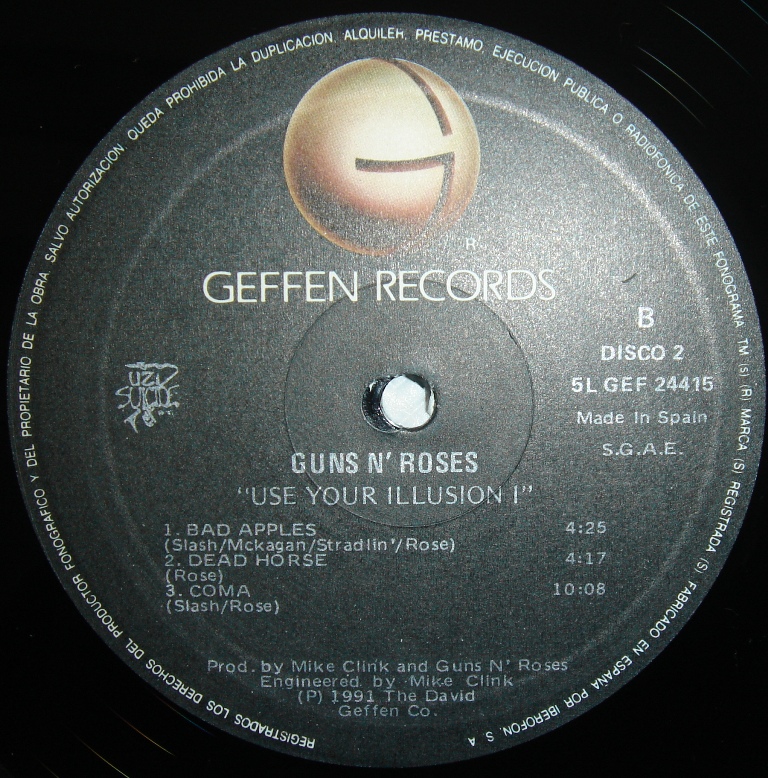 REGISTRADOS LOS DERECHOS DEL PRODUCTOR FONOGRAFICO Y DEL PROPIETARIO DE LA OBRA. SALVO AUTORIZACION QUEDA PROHIBIDA LA DUPLICACION, ALQUILER, PRESTAMO, EJECUCION PUBLICA O RADIOFONICA DE ESTE FONOGRAMA. TM (s) (R) MARCA (S) REGISTRADA (S). FABRICADO EN ESPAÑA POR IBEROFON, S. A.
R
GEFFEN RECORDS
B
DISCO 2
5L GEF 24415
Made In Spain
S.G.A.E.
UZI
SUICIDE
GUNS N' ROSES
"USE YOUR ILLUSION I"
1. BAD APPLES 4:25
(Slash/Mckagan/Stradlin'/Rose)
2. DEAD HORSE 4:17
(Rose)
3. COMA 10:08
(Slash/Rose)
Prod. by Mike Clink and Guns N' Roses
Engineered by Mike Clink
(P) 1991 The David
Geffen Co.